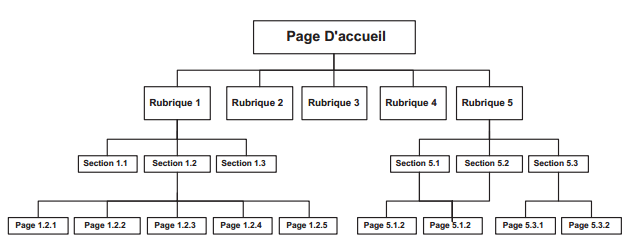 Page D'accueil
Rubrique 1 Rubrique 2 Rubrique 3 Rubrique 4 Rubrique 5
Section 1.1 Section 1.2 Section 1.3 Section 5.1 Section 5.2 Section 5.3
Page 1.2.1 Page 1.2.2 Page 1.2.3 Page 1.2.4 Page 1.2.5 Page 5.1.2 Page 5.1.2 Page 5.3.1 Page 5.3.2